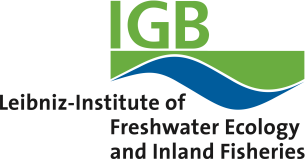 IGB
Leibniz-Institute of
Freshwater Ecology
and Inland Fisheries